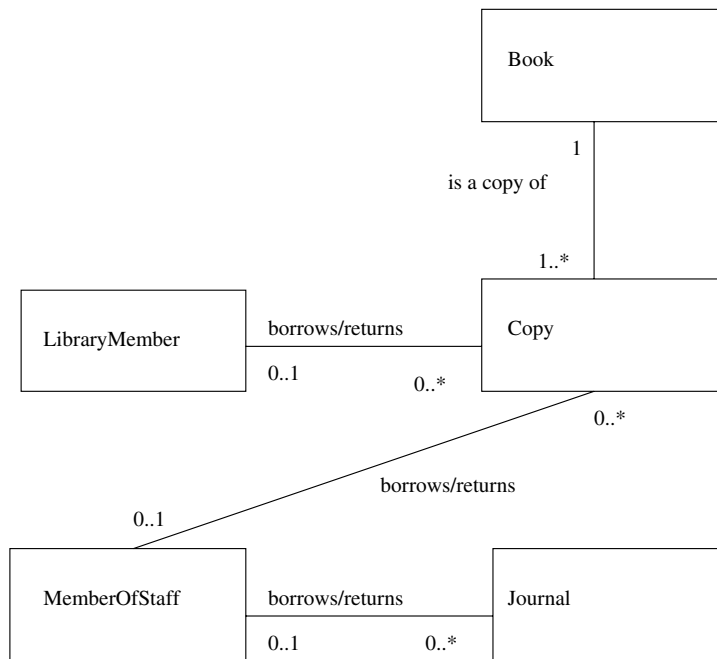 Book
1
is a copy of
1..*
LibraryMember
borrows/returns
Copy
0..1
0..*
0..*
borrows/returns
0..1
MemberOfStaff
borrows/returns
Journal
0..1
0..*